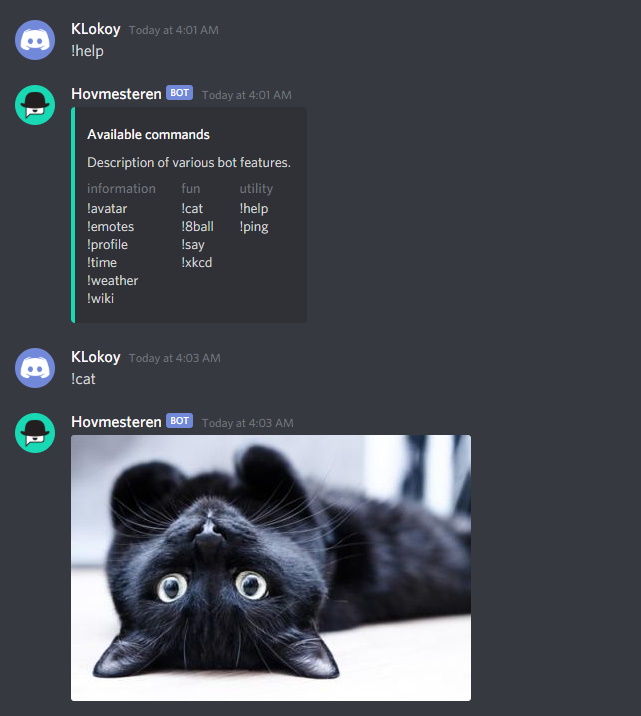 KLokoy Today at 4:01 AM
!help
Hovmesteren BOT Today at 4:01 AM
Available commands
Description of various bot features.
information fun utility
!avatar !cat !help
!emotes !8ball !ping
!profile !say
!time !xkcd
!weather
!wiki
KLokoy Today at 4:03 AM
!cat
Hovmesteren BOT Today at 4:03 AM